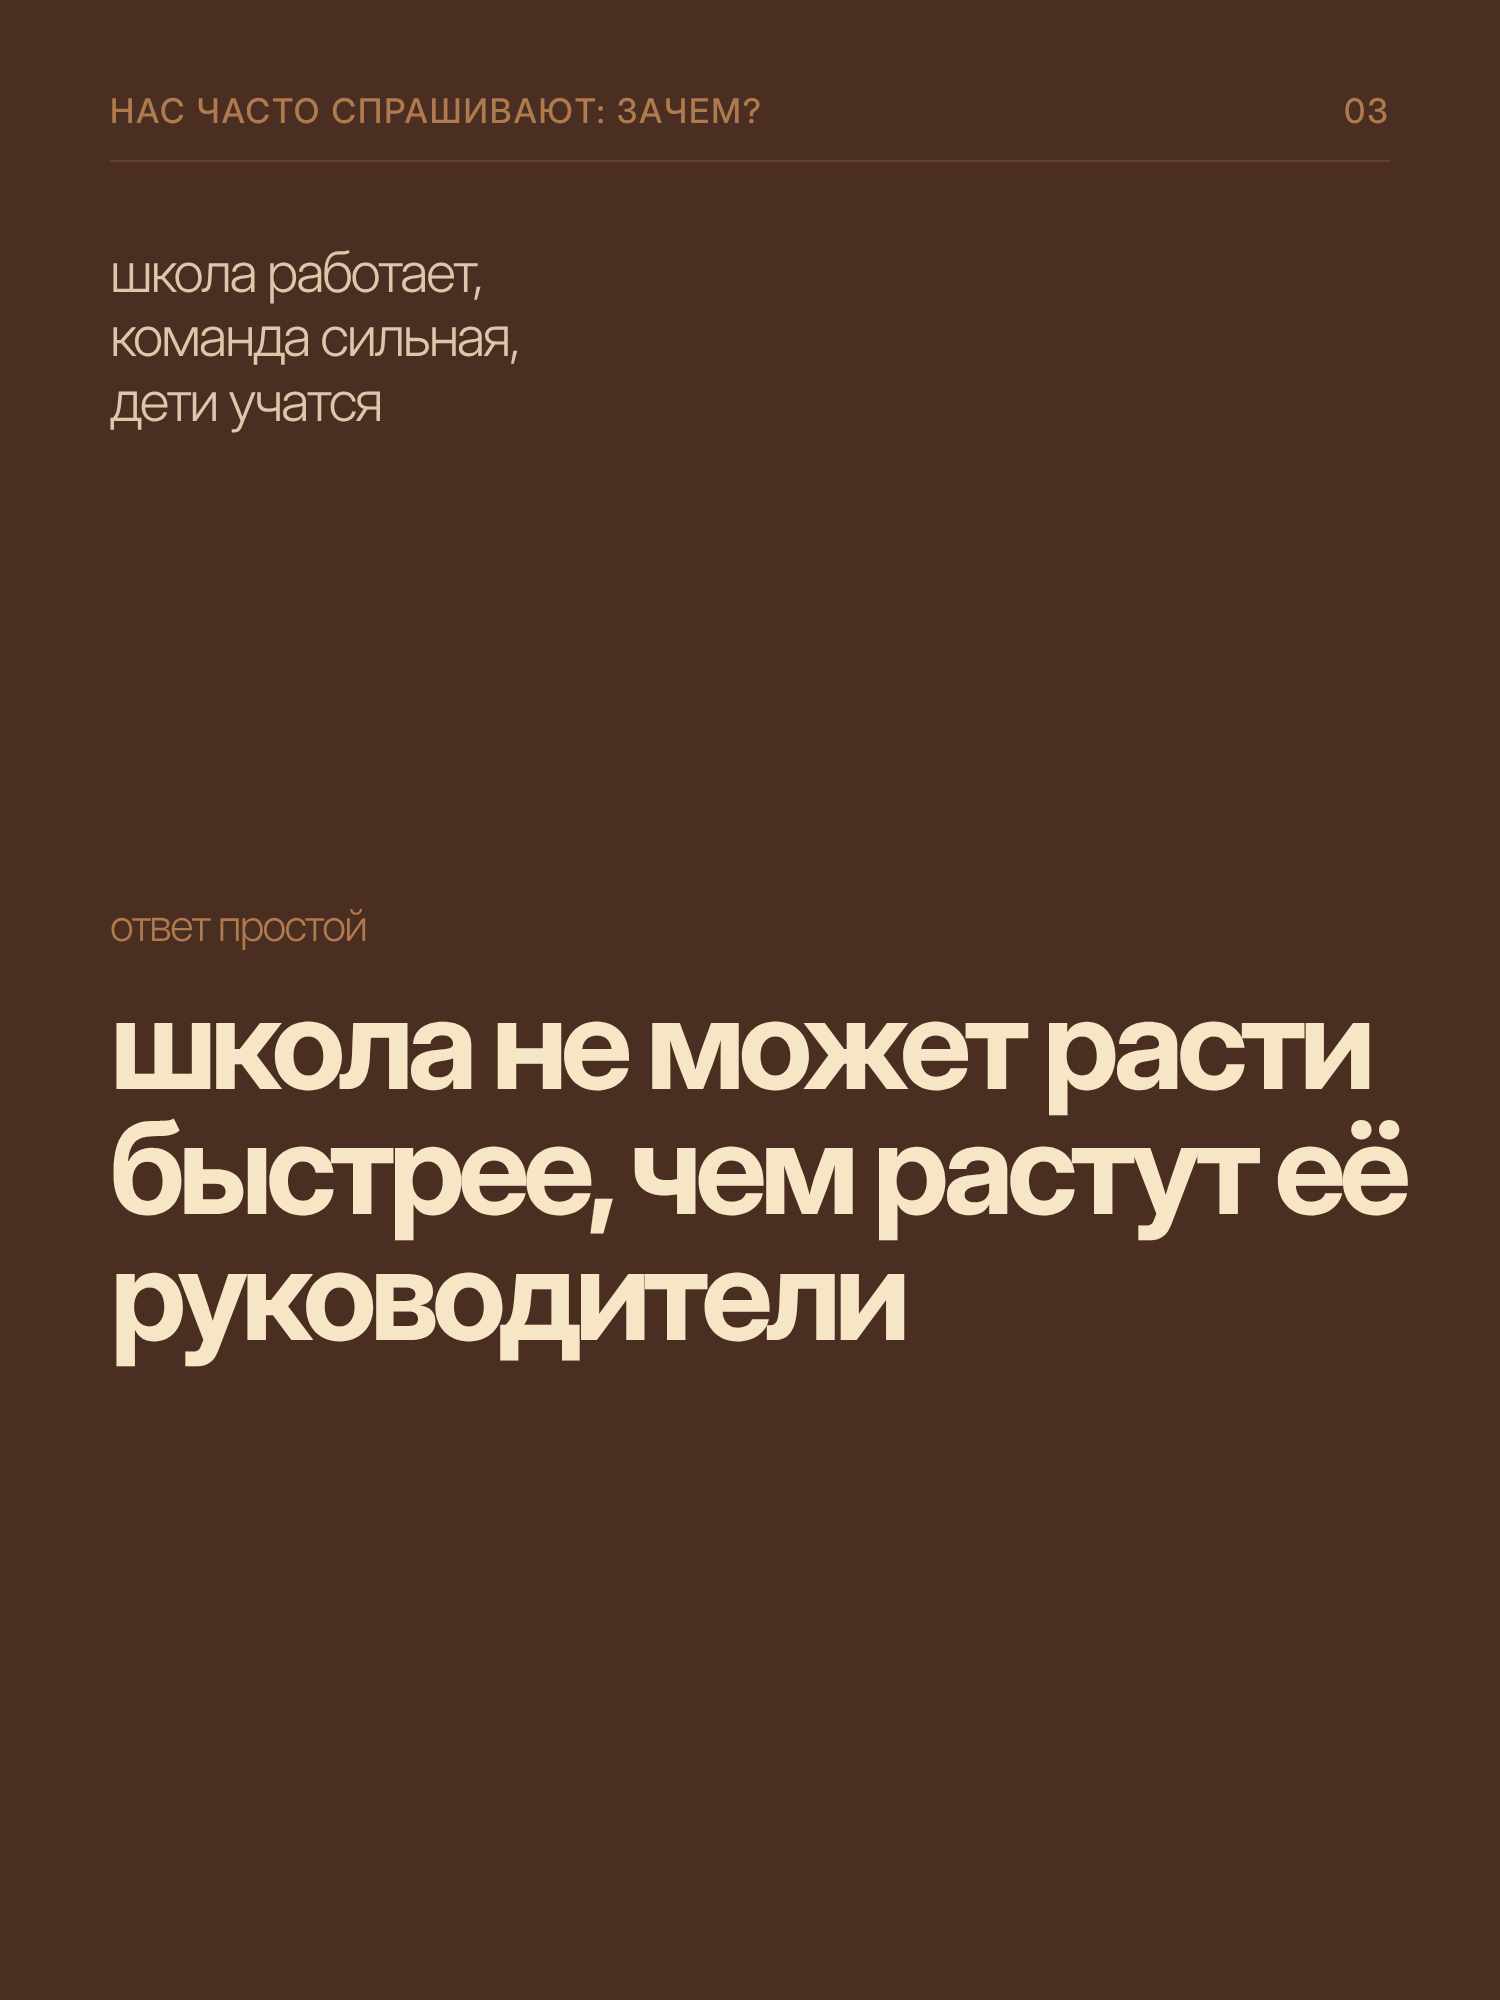 НАС ЧАСТО СПРАШИВАЮТ: ЗАЧЕМ? 03
школа работает,
команда сильная,
дети учатся
ответ простой
школа не может расти
быстрее, чем растут её
руководители